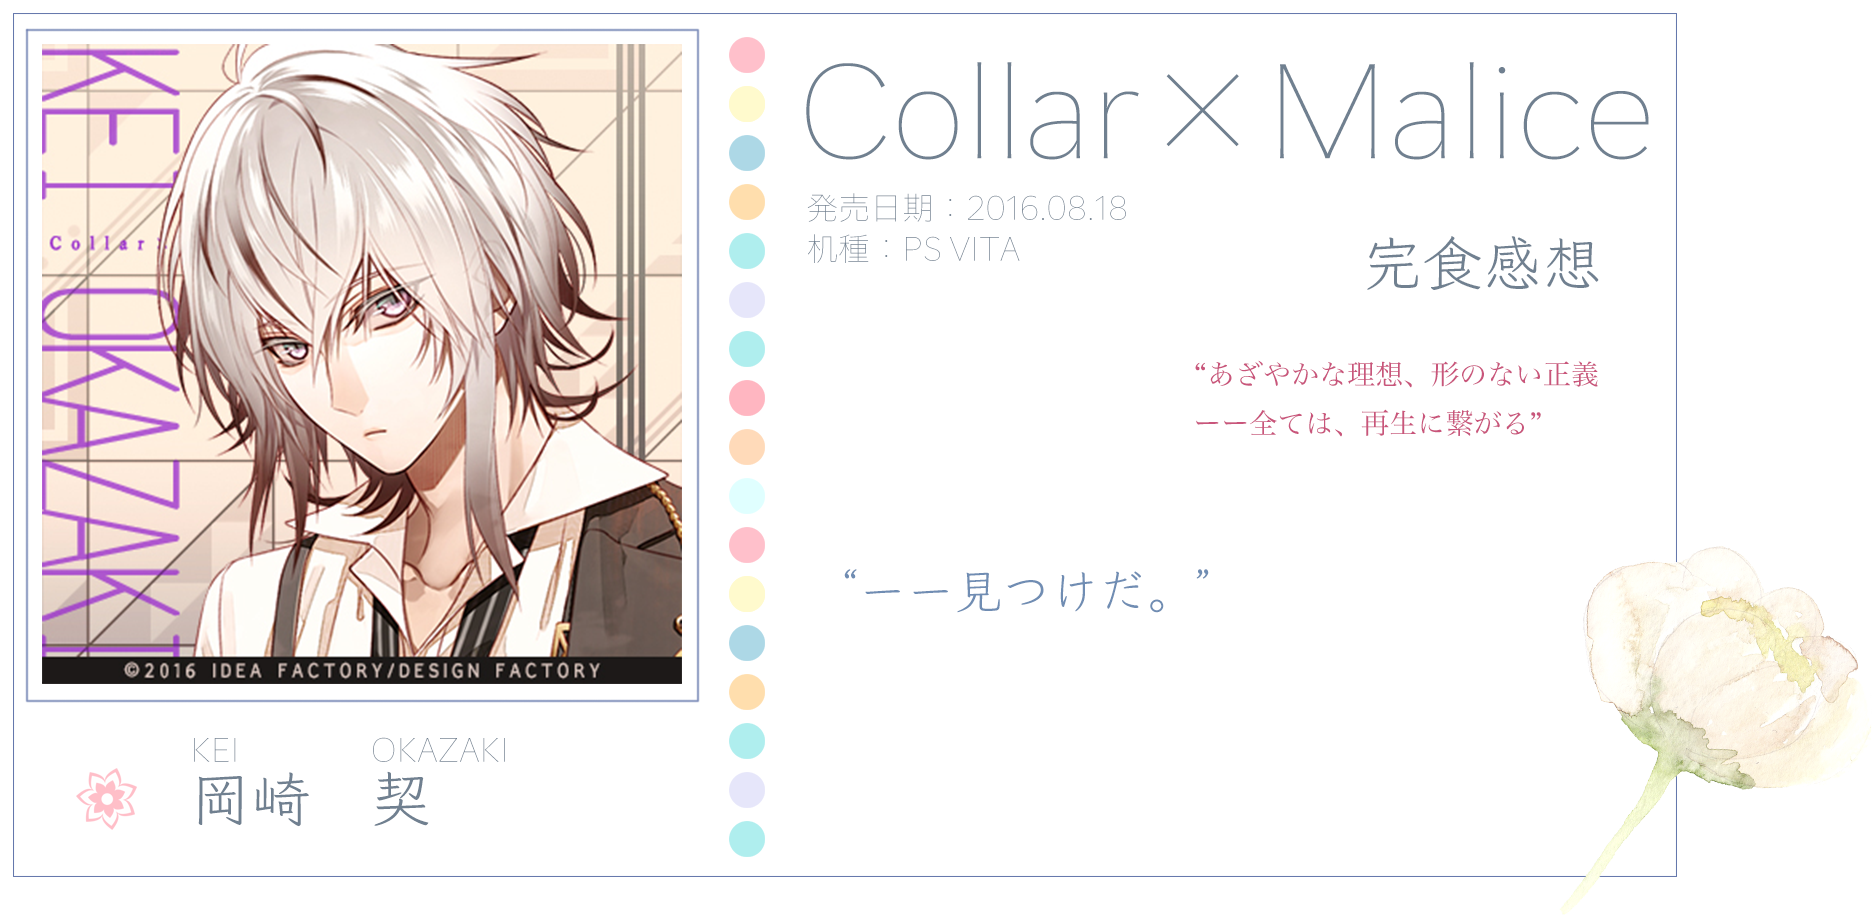 KEI OKAZAKI
Collar
©2016 IDEA FACTORY/DESIGN FACTORY
KEI OKAZAKI
岡崎 契
Collar×Malice
発売日期：2016.08.18
机種：PS VITA
完食感想
“あざやかな理想、形のない正義
ーー全ては、再生に繋がる”
“ーー見つけだ。”